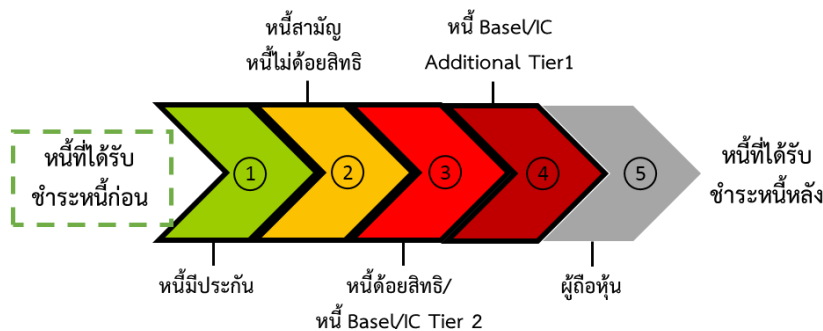 หนี้สามัญ
หนี้ไม่ด้อยสิทธิ
หนี้ Basel/IC
Additional Tier1
หนี้ที่ได้รับ
ชำระหนี้ก่อน
1
2
3
4
5
หนี้ที่ได้รับ
ชำระหนี้หลัง
หนี้มีประกัน
หนี้ด้อยสิทธิ/
หนี้ Basel/IC Tier 2
ผู้ถือหุ้น